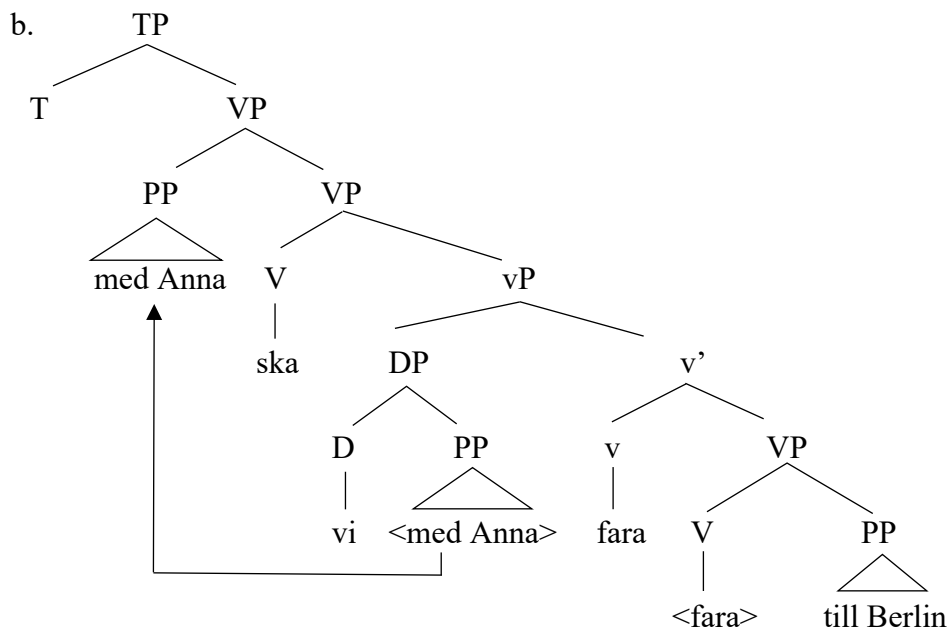 b. TP
T VP
PP VP
med Anna V vP
ska DP v’
D PP v VP
vi <med Anna> fara V PP
<fara> till Berlin